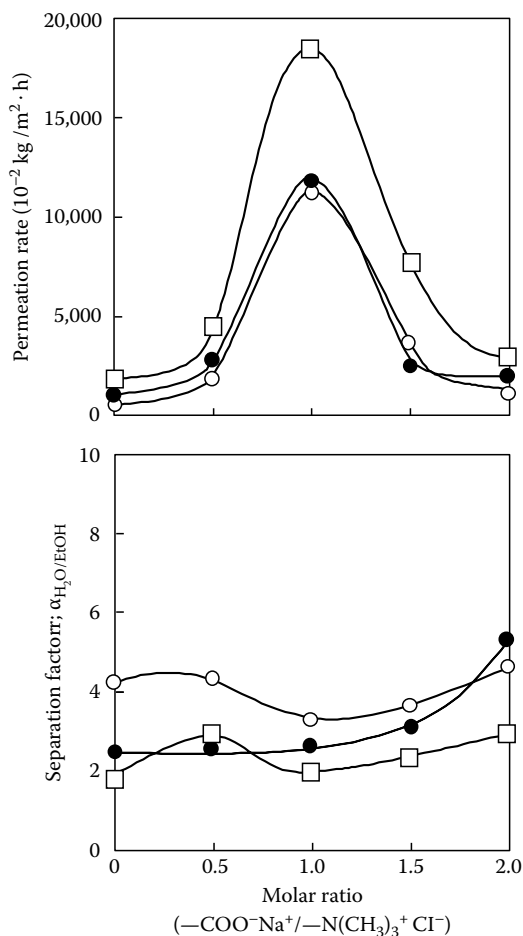 20,000
15,000
10,000
5,000
0
Permeation rate (10⁻² kg/m²·h)
10
8
6
4
2
0
Separation factorr; α_H₂O/EtOH
0 0.5 1.0 1.5 2.0
Molar ratio
(—COO⁻Na⁺/—N(CH₃)₃⁺ CI⁻)